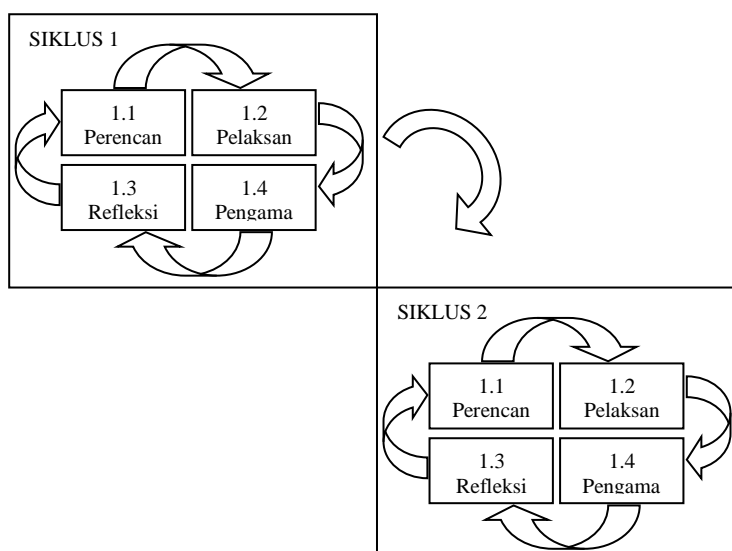 SIKLUS 1
1.1
Perencan
1.2
Pelaksan
1.3
Refleksi
1.4
Pengama
SIKLUS 2
1.1
Perencan
1.2
Pelaksan
1.3
Refleksi
1.4
Pengama